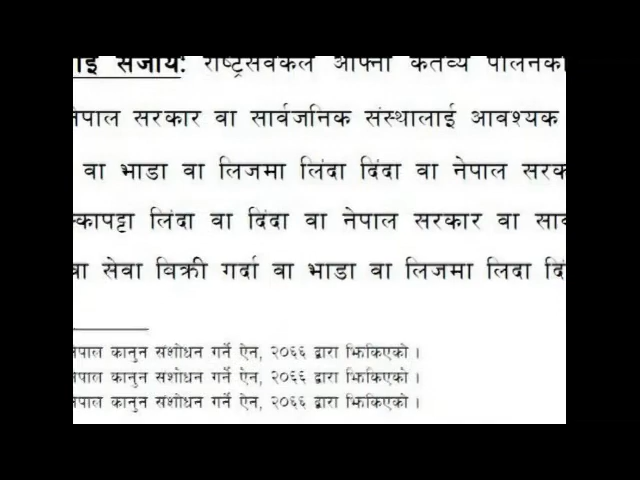 सजाय: राष्ट्रसेवकले आफ्नो कर्तव्य पालनको
नेपाल सरकार वा सार्वजनिक संस्थालाई आवश्यक
वा भाडा वा लिजमा लिंदा दिंदा वा नेपाल सरक
लिंदा वा दिंदा वा नेपाल सरकार वा सार्व
वा सेवा बिक्री गर्दा वा भाडा वा लिजमा लिंदा दिं
नेपाल कानुन संशोधन गर्ने ऐन, २०६६ द्वारा झिकिएको ।
नेपाल कानुन संशोधन गर्ने ऐन, २०६६ द्वारा झिकिएको ।
नेपाल कानुन संशोधन गर्ने ऐन, २०६६ द्वारा झिकिएको ।